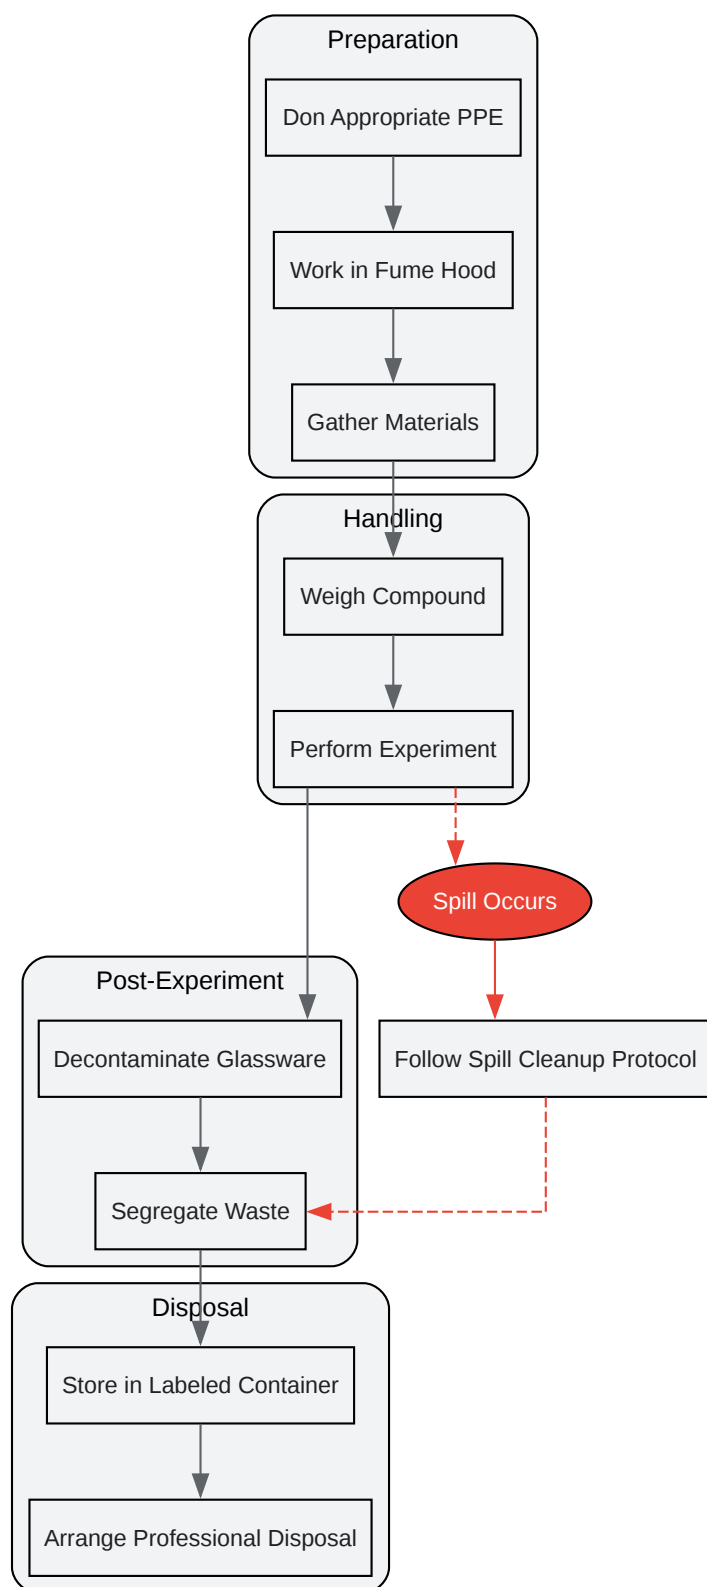 Preparation
Don Appropriate PPE
Work in Fume Hood
Gather Materials
Handling
Weigh Compound
Perform Experiment
Spill Occurs
Post-Experiment
Decontaminate Glassware
Follow Spill Cleanup Protocol
Segregate Waste
Disposal
Store in Labeled Container
Arrange Professional Disposal